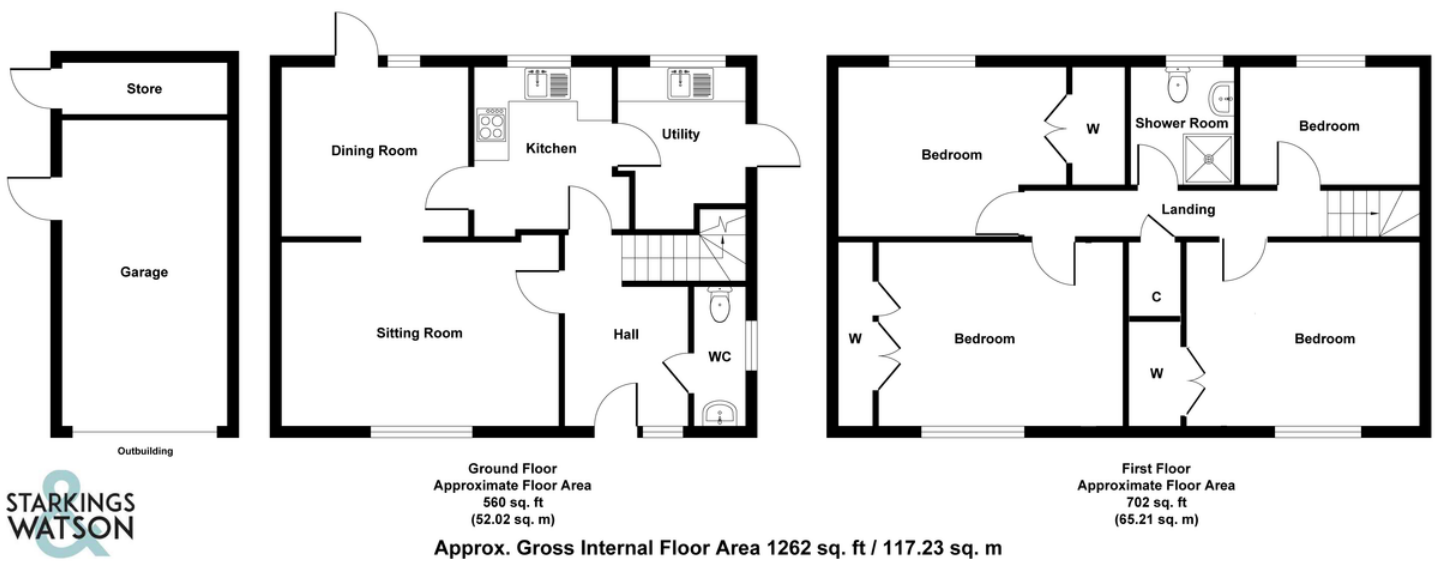 Store
Garage
Outbuilding
Dining Room
Kitchen
Utility
Sitting Room
Hall
WC
Ground Floor
Approximate Floor Area
560 sq. ft
(52.02 sq. m)
Bedroom
W
Shower Room
Bedroom
Landing
W
Bedroom
C
W
Bedroom
First Floor
Approximate Floor Area
702 sq. ft
(65.21 sq. m)
&
STARKINGS
WATSON
Approx. Gross Internal Floor Area 1262 sq. ft / 117.23 sq. m